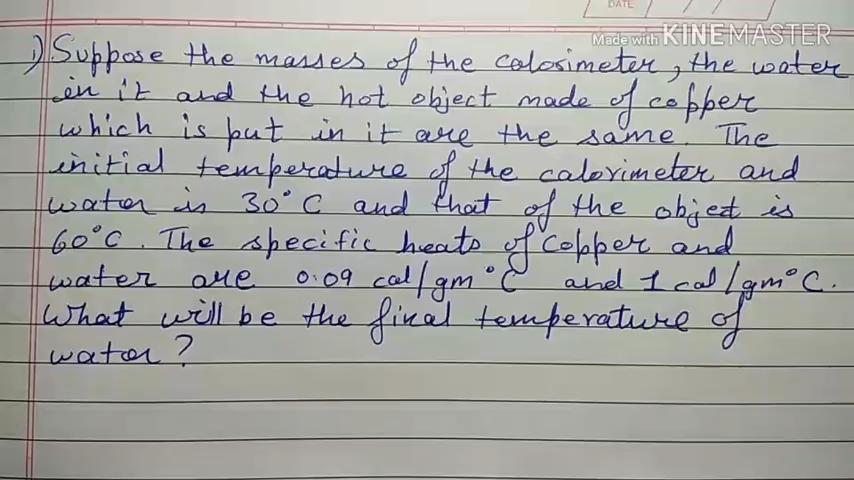 DATE
Made with KINEMASTER
1) Suppose the masses of the calorimeter, the water
in it and the hot object made of copper
which is put in it are the same. The
initial temperature of the calorimeter and
water is 30°C and that of the object is
60°C. The specific heats of copper and
water are 0.09 cal/gm°C and 1 cal/gm°C.
What will be the final temperature of
water?